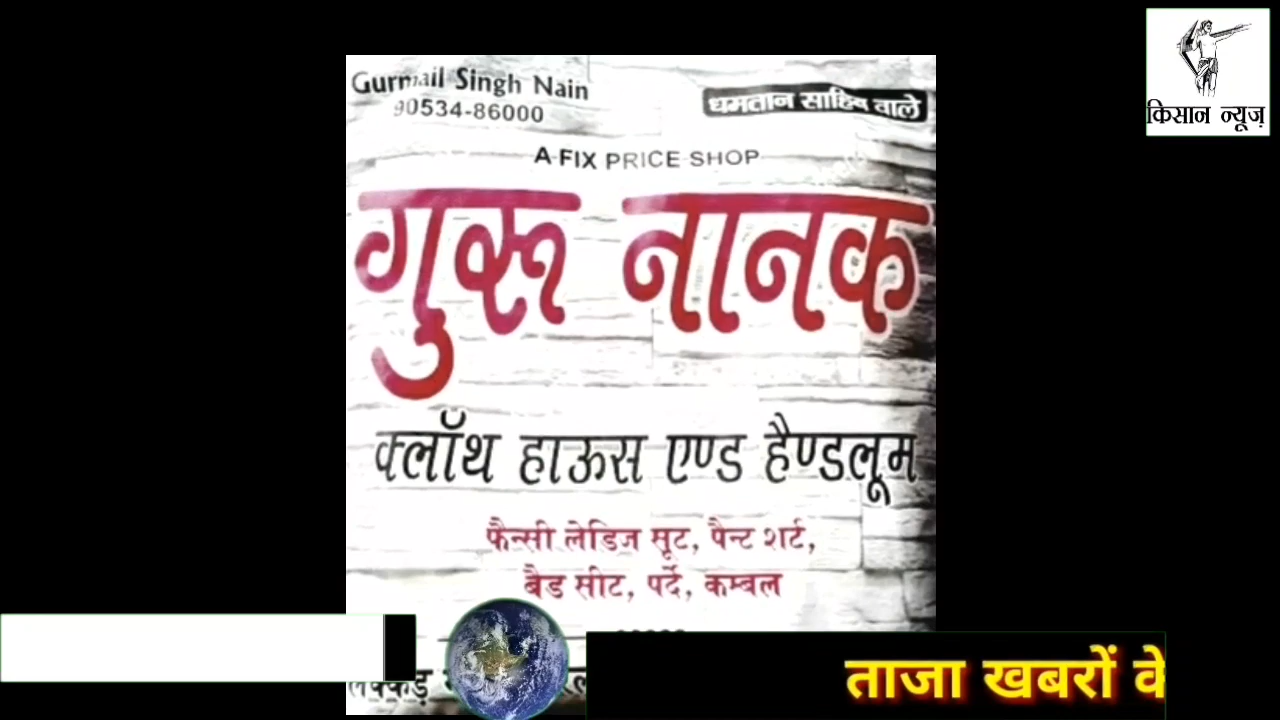 Gurmail Singh Nain
90534-86000
धमतान साहिब वाले
A FIX PRICE SHOP
गुरू नानक
क्लॉथ हाऊस एण्ड हैण्डलूम
फैन्सी लेडिज सूट, पैन्ट शर्ट,
बैड सीट, पर्दे, कम्बल
किसान न्यूज़
ताजा खबरों के